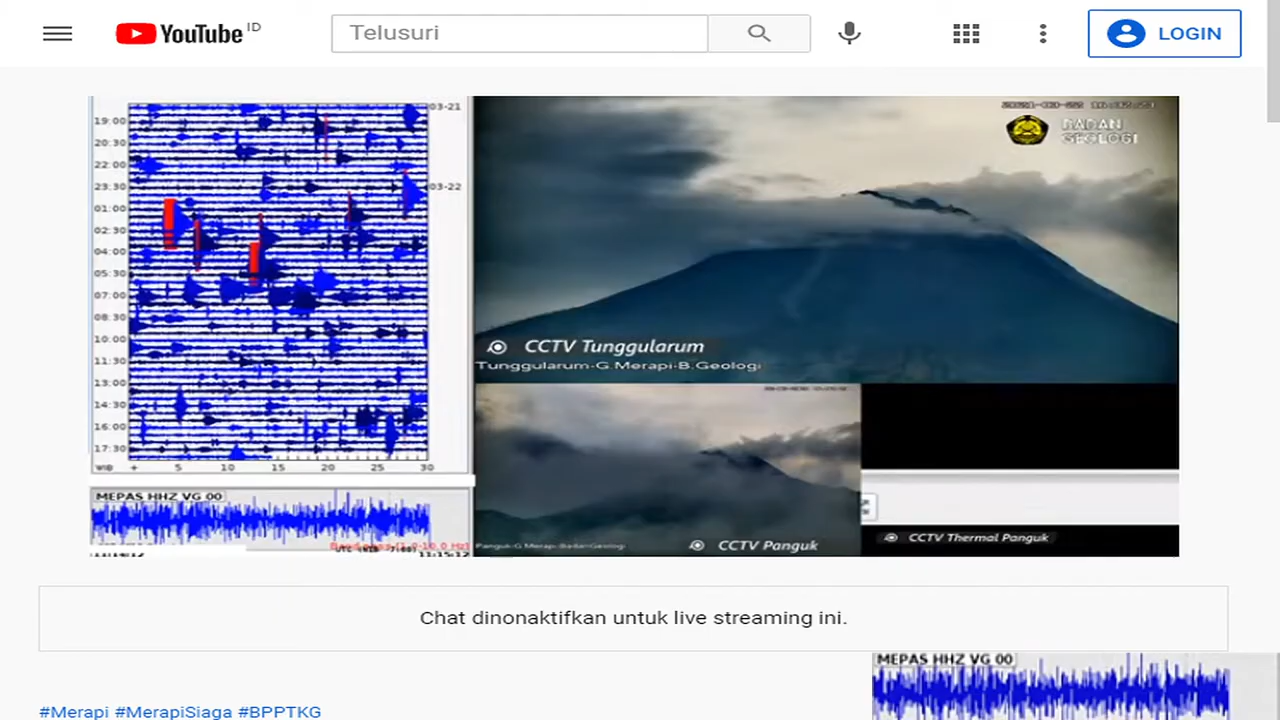 YouTube ID
Telusuri
LOGIN
03-21
19:00
20:30
22:00
23:30
03-22
01:00
02:30
04:00
05:30
07:00
08:30
10:00
11:30
13:00
14:30
16:00
17:30
WIB + 5 10 15 20 25 30
MEPAS HHZ VG 00
BADAN
GEOLOGI
CCTV Tunggularum
Tunggularum-G.Merapi-B.Geologi
Panguk-G.Merapi-Badan Geologi
CCTV Panguk
CCTV Thermal Panguk
Chat dinonaktifkan untuk live streaming ini.
MEPAS HHZ VG 00
#Merapi #MerapiSiaga #BPPTKG